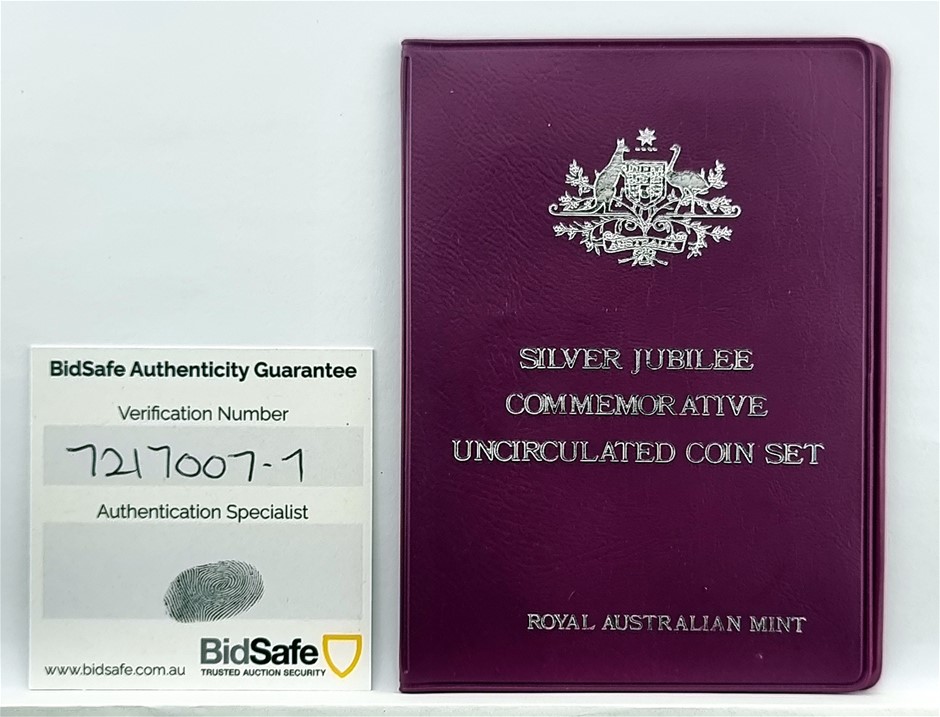 BidSafe Authenticity Guarantee
Verification Number
7217007-1
Authentication Specialist
www.bidsafe.com.au
BidSafe
TRUSTED AUCTION SECURITY
AUSTRALIA
SILVER JUBILEE
COMMEMORATIVE
UNCIRCULATED COIN SET
ROYAL AUSTRALIAN MINT